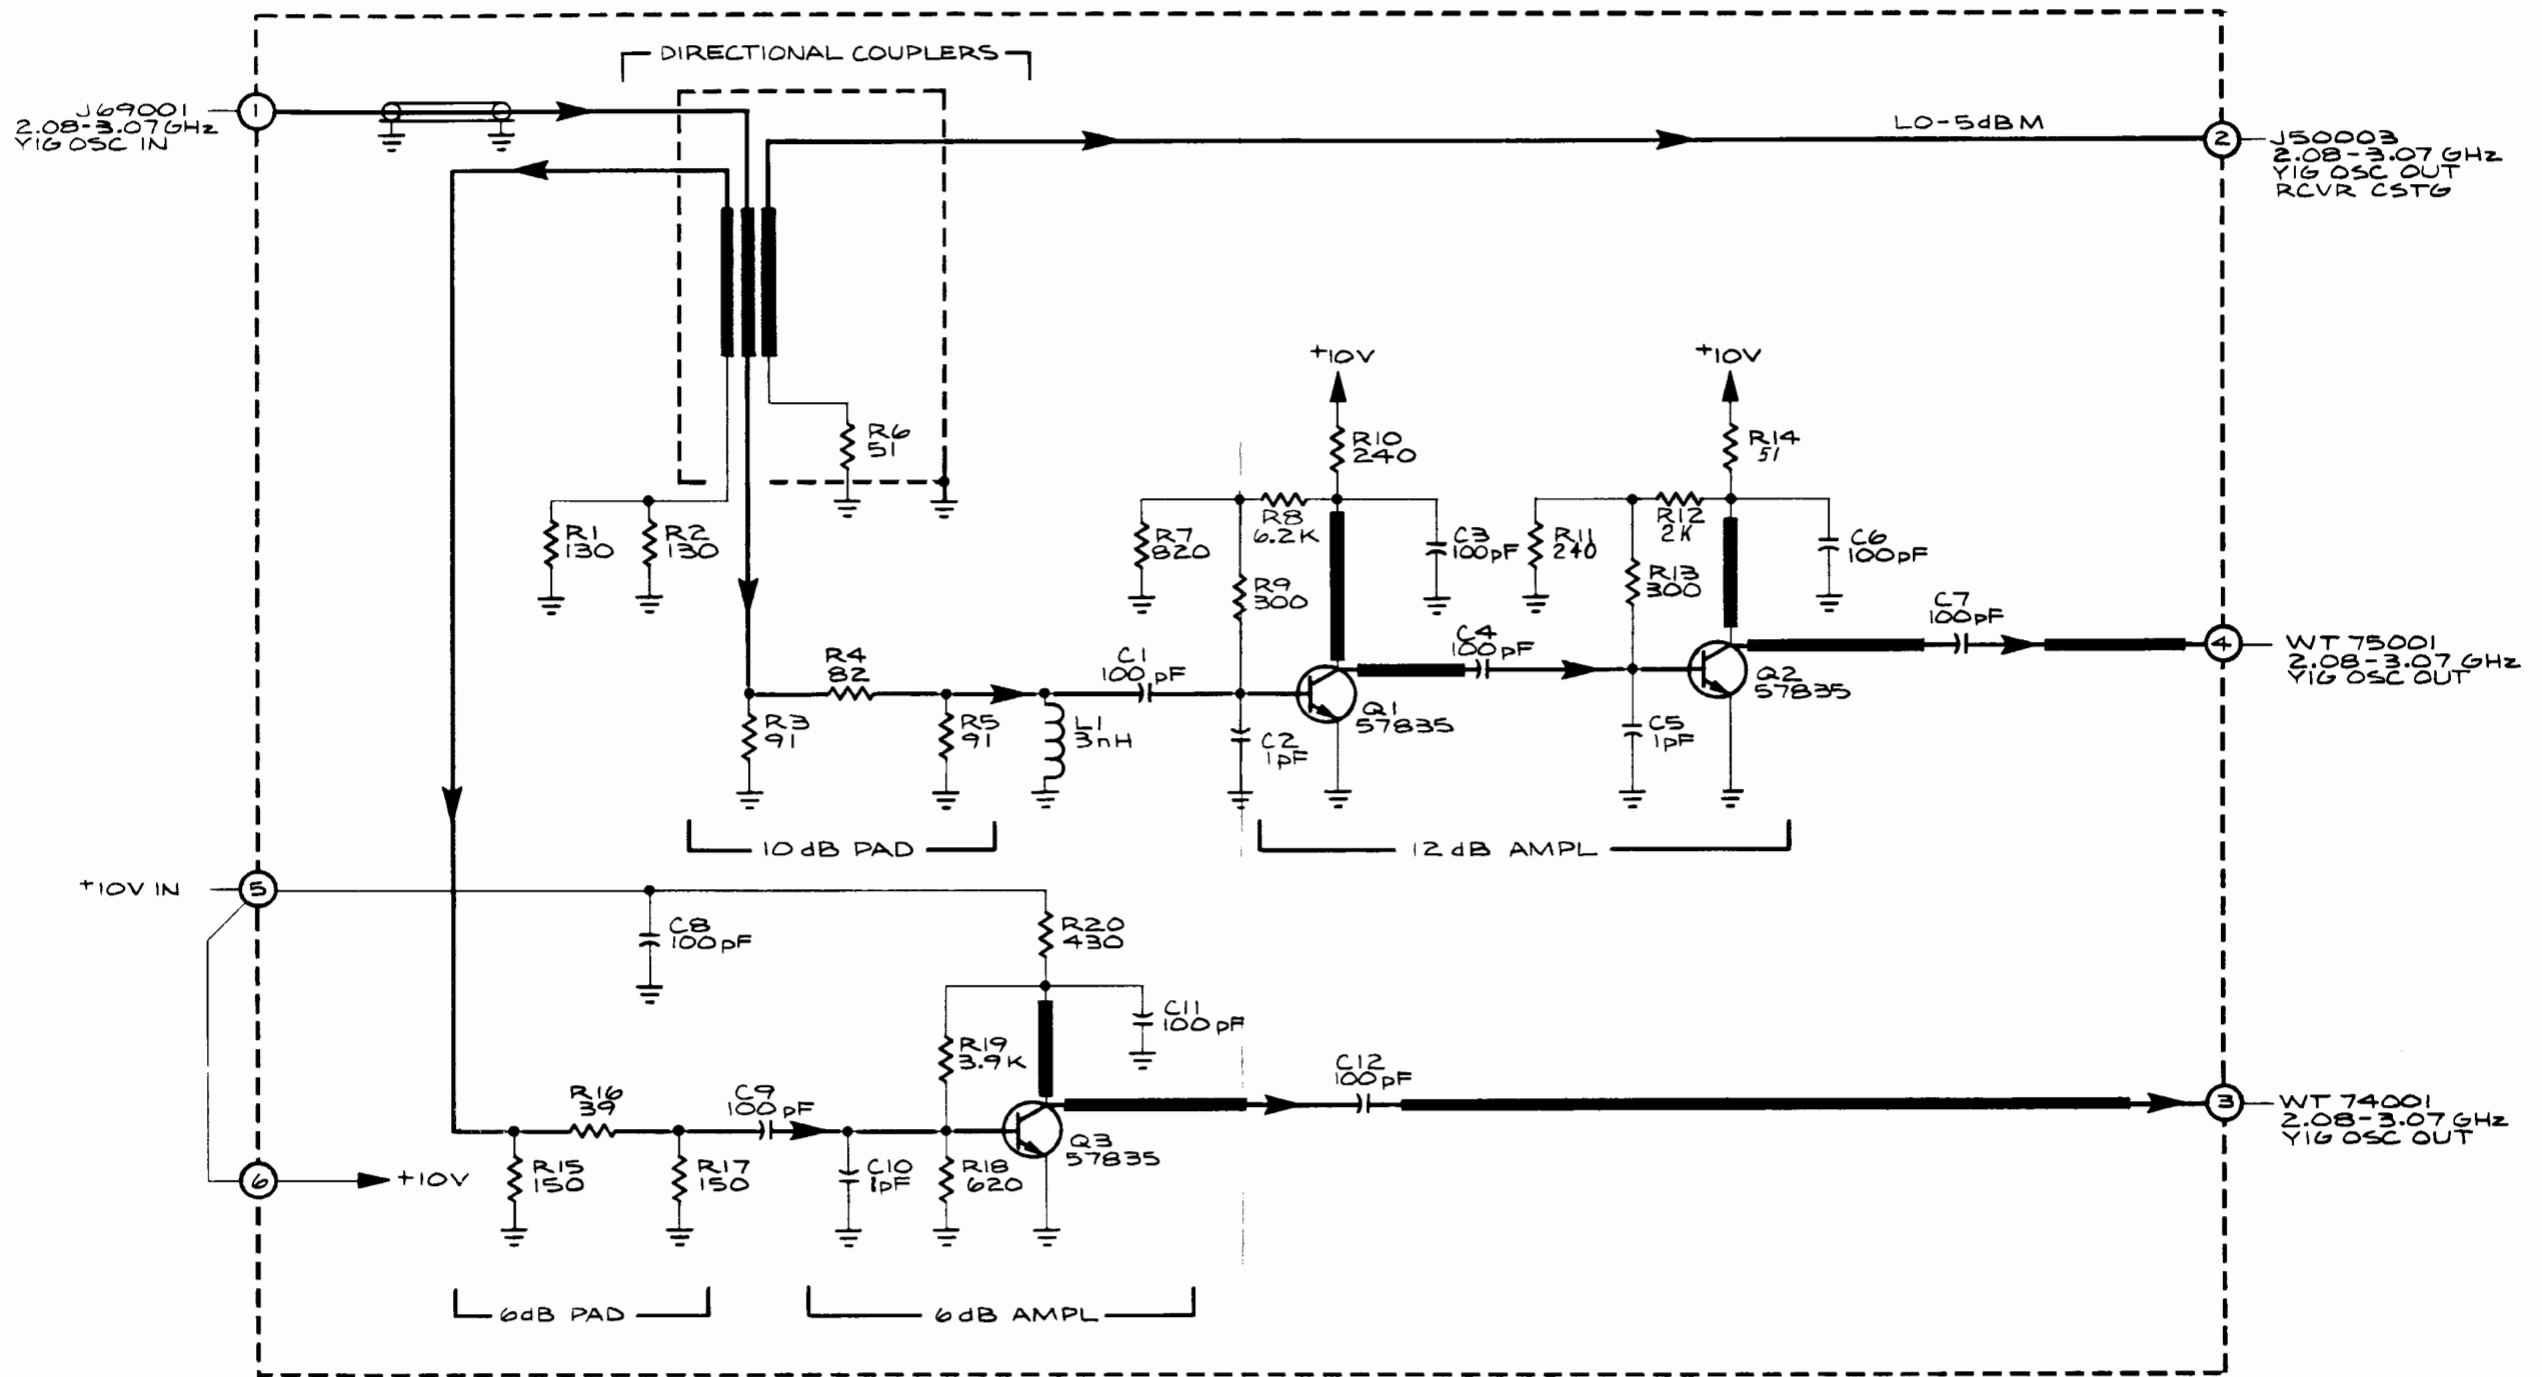 DIRECTIONAL COUPLERS
1
J69001
2.08-3.07GHz
YIG OSC IN
LO-5dBM
2
J50003
2.08-3.07 GHz
YIG OSC OUT
RCVR CSTG
R6
51
R1
130
R2
130
+10V
R10
240
+10V
R14
51
R7
820
R8
6.2K
C3
100pF
R9
300
R11
240
R12
2K
C6
100pF
R13
300
R4
82
C1
100pF
R3
91
R5
91
L1
3nH
C2
1pF
Q1
57835
C4
100pF
C5
1pF
Q2
57835
C7
100pF
4
WT 75001
2.08-3.07 GHz
YIG OSC OUT
10dB PAD
12dB AMPL
+10V IN
5
C8
100pF
R20
430
C11
100pF
R19
3.9K
R16
39
C9
100pF
C12
100pF
3
WT 74001
2.08-3.07GHz
YIG OSC OUT
6
+10V
R15
150
R17
150
C10
1pF
R18
620
Q3
57835
6dB PAD
6dB AMPL